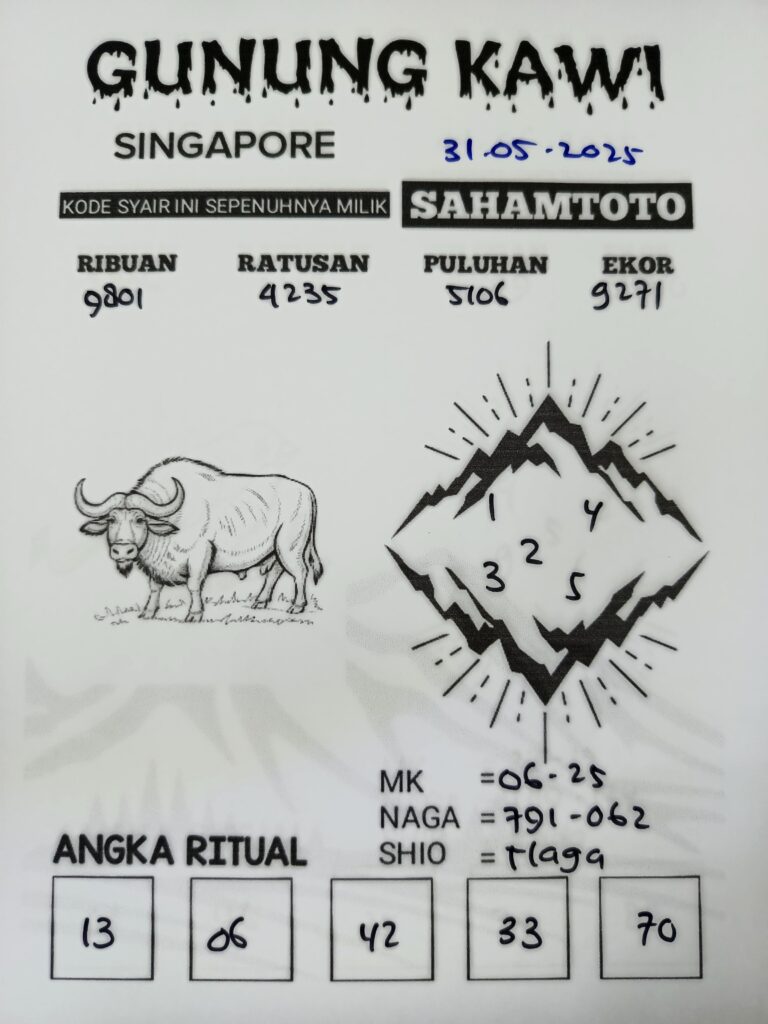 GUNUNG KAWI
SINGAPORE 31-05-2025
KODE SYAIR INI SEPENUHNYA MILIK SAHAMTOTO
RIBUAN RATUSAN PULUHAN EKOR
9801 4235 5106 9271
1 4
2
3 5
MK =06-25
NAGA =791-062
SHIO =
ANGKA RITUAL
13 06 42 33 70